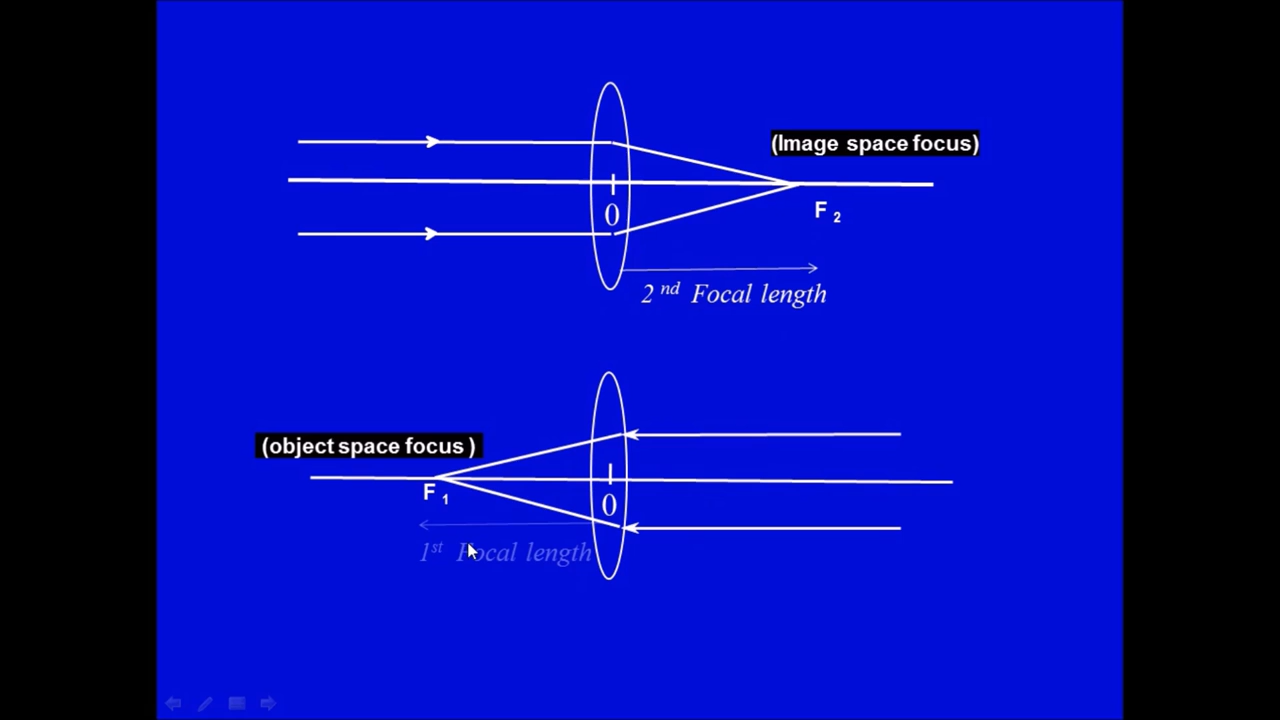 (Image space focus)
0
F 2
2 nd Focal length
(object space focus )
F 1
0
1st Focal length